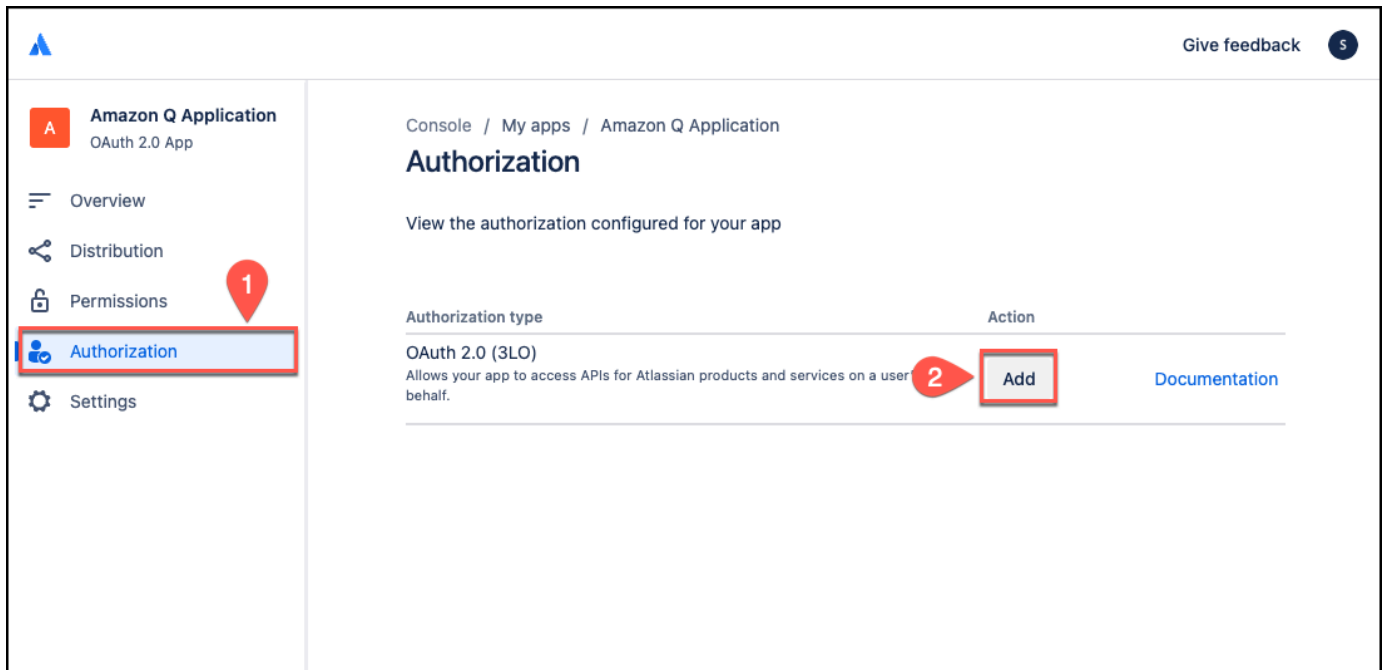 Give feedback
S
A
Amazon Q Application
OAuth 2.0 App
Overview
Distribution
Permissions
1
Authorization
Settings
Console / My apps / Amazon Q Application
Authorization
View the authorization configured for your app
Authorization type Action
OAuth 2.0 (3LO)
Allows your app to access APIs for Atlassian products and services on a user
behalf.
2
Add
Documentation